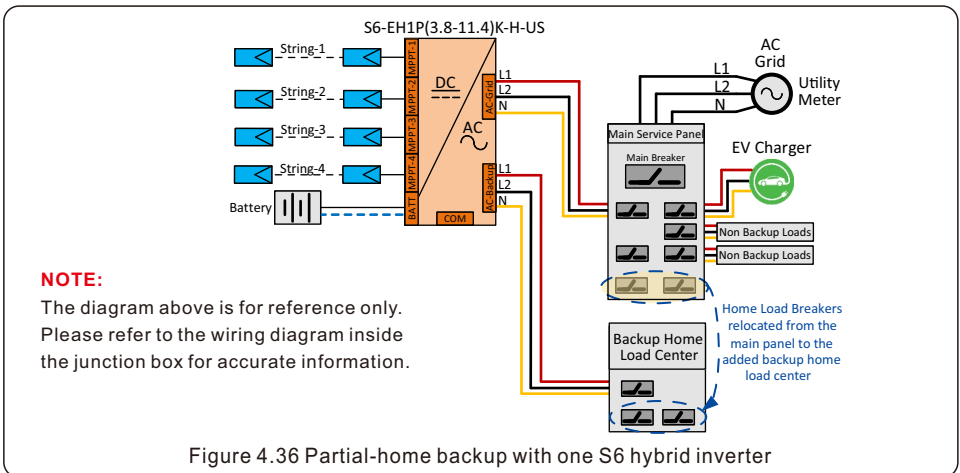 S6-EH1P(3.8-11.4)K-H-US
String-1
String-2
String-3
String-4
Battery
MPPT-1
MPPT-2
MPPT-3
MPPT-4
BATT
DC
AC
COM
AC-Grid
AC-Backup
L1
L2
N
L1
L2
N
AC
Grid
L1
L2
N
Utility
Meter
Main Service Panel
Main Breaker
EV Charger
Non Backup Loads
Non Backup Loads
Home Load Breakers
relocated from the
main panel to the
added backup home
load center
Backup Home
Load Center
NOTE:
The diagram above is for reference only.
Please refer to the wiring diagram inside
the junction box for accurate information.
Figure 4.36 Partial-home backup with one S6 hybrid inverter